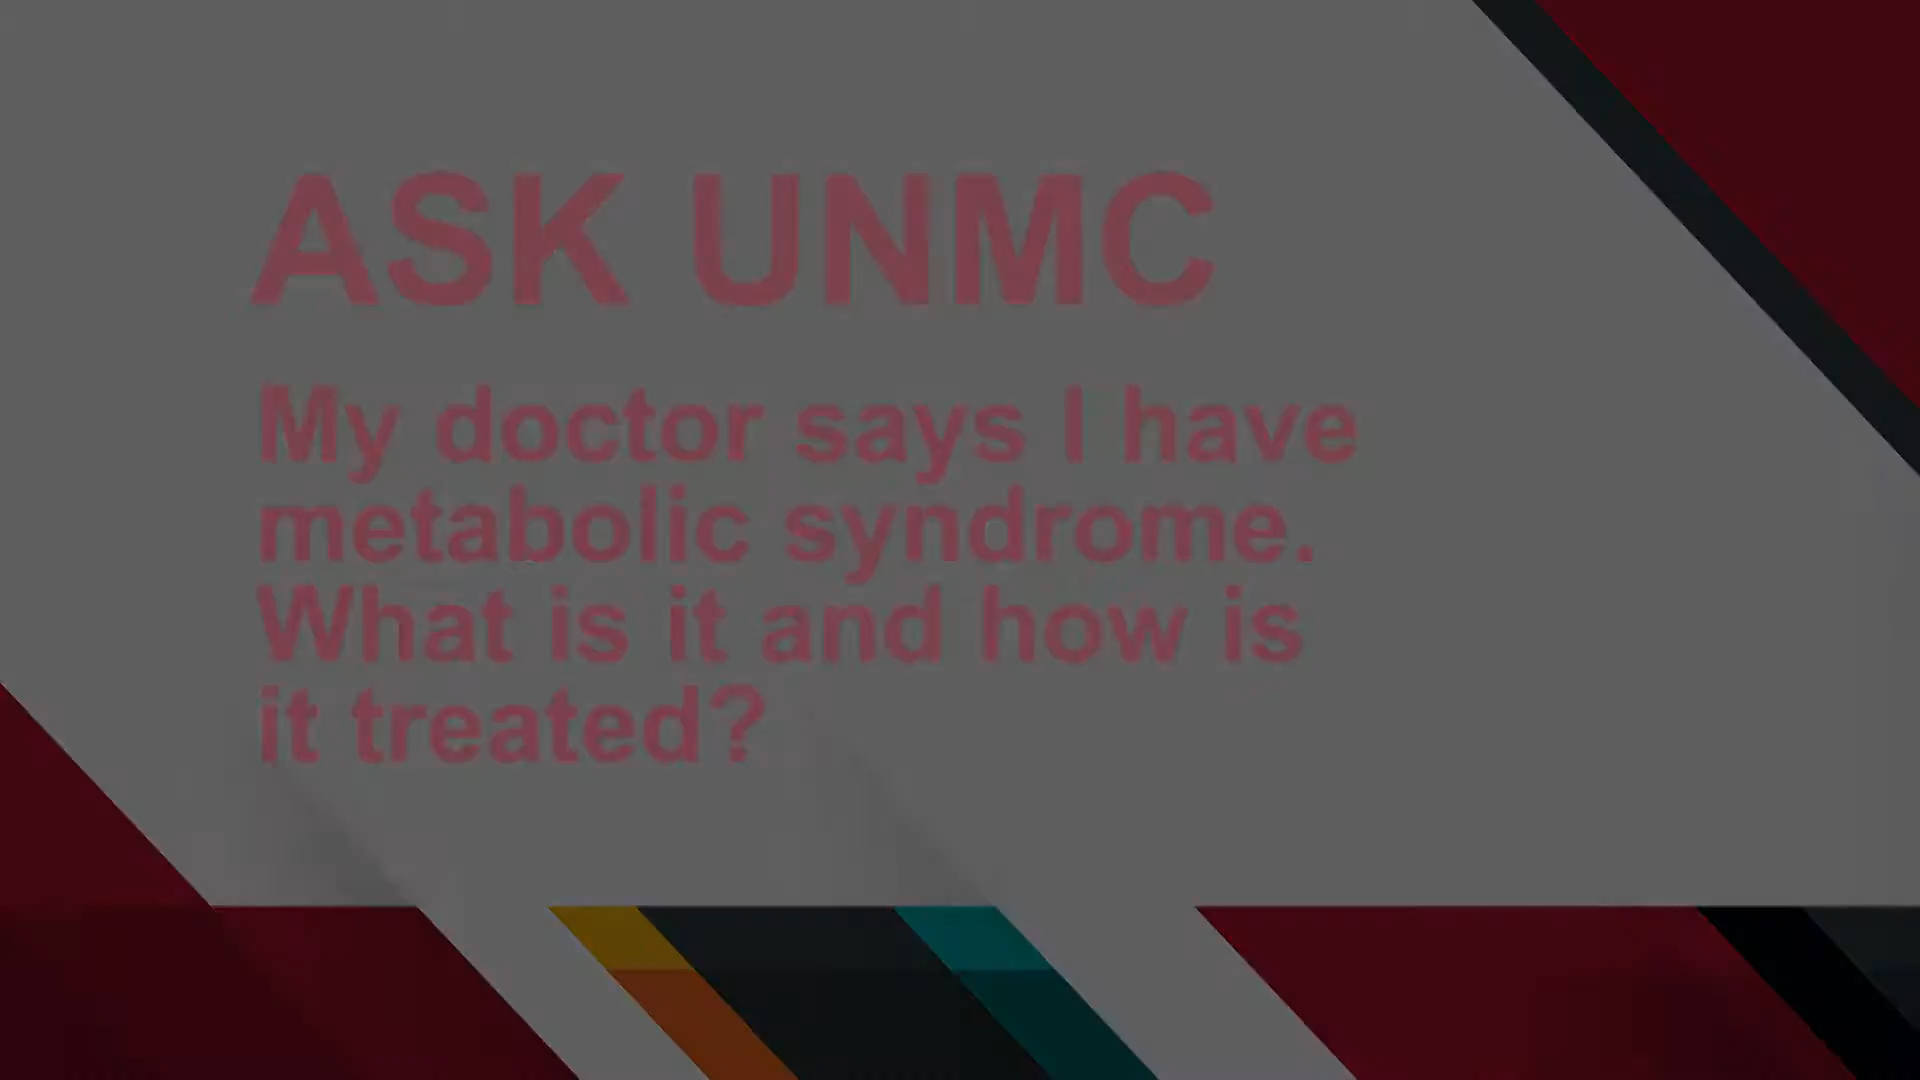 ASK UNMC
My doctor says I have
metabolic syndrome.
What is it and how is
it treated?